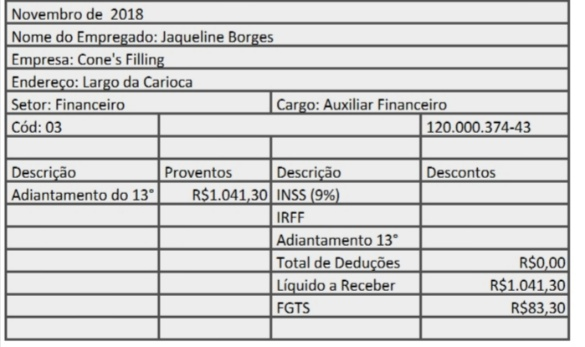 Novembro de 2018
Nome do Empregado: Jaqueline Borges
Empresa: Cone's Filling
Endereço: Largo da Carioca
Setor: Financeiro Cargo: Auxiliar Financeiro
Cód: 03 120.000.374-43
Descrição Proventos Descrição Descontos
Adiantamento do 13° R$1.041,30 INSS (9%)
IRFF
Adiantamento 13°
Total de Deduções R$0,00
Líquido a Receber R$1.041,30
FGTS R$83,30